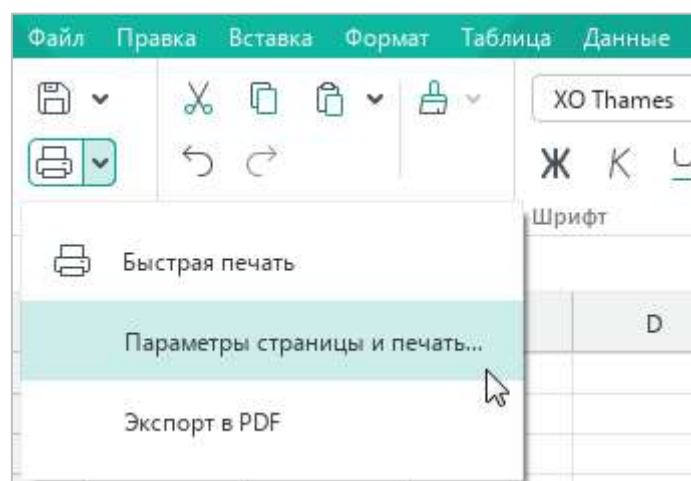 Файл Правка Вставка Формат Таблица Данные
XO Thames
Ж К
Шрифт
Быстрая печать
D
Параметры страницы и печать...
Экспорт в PDF